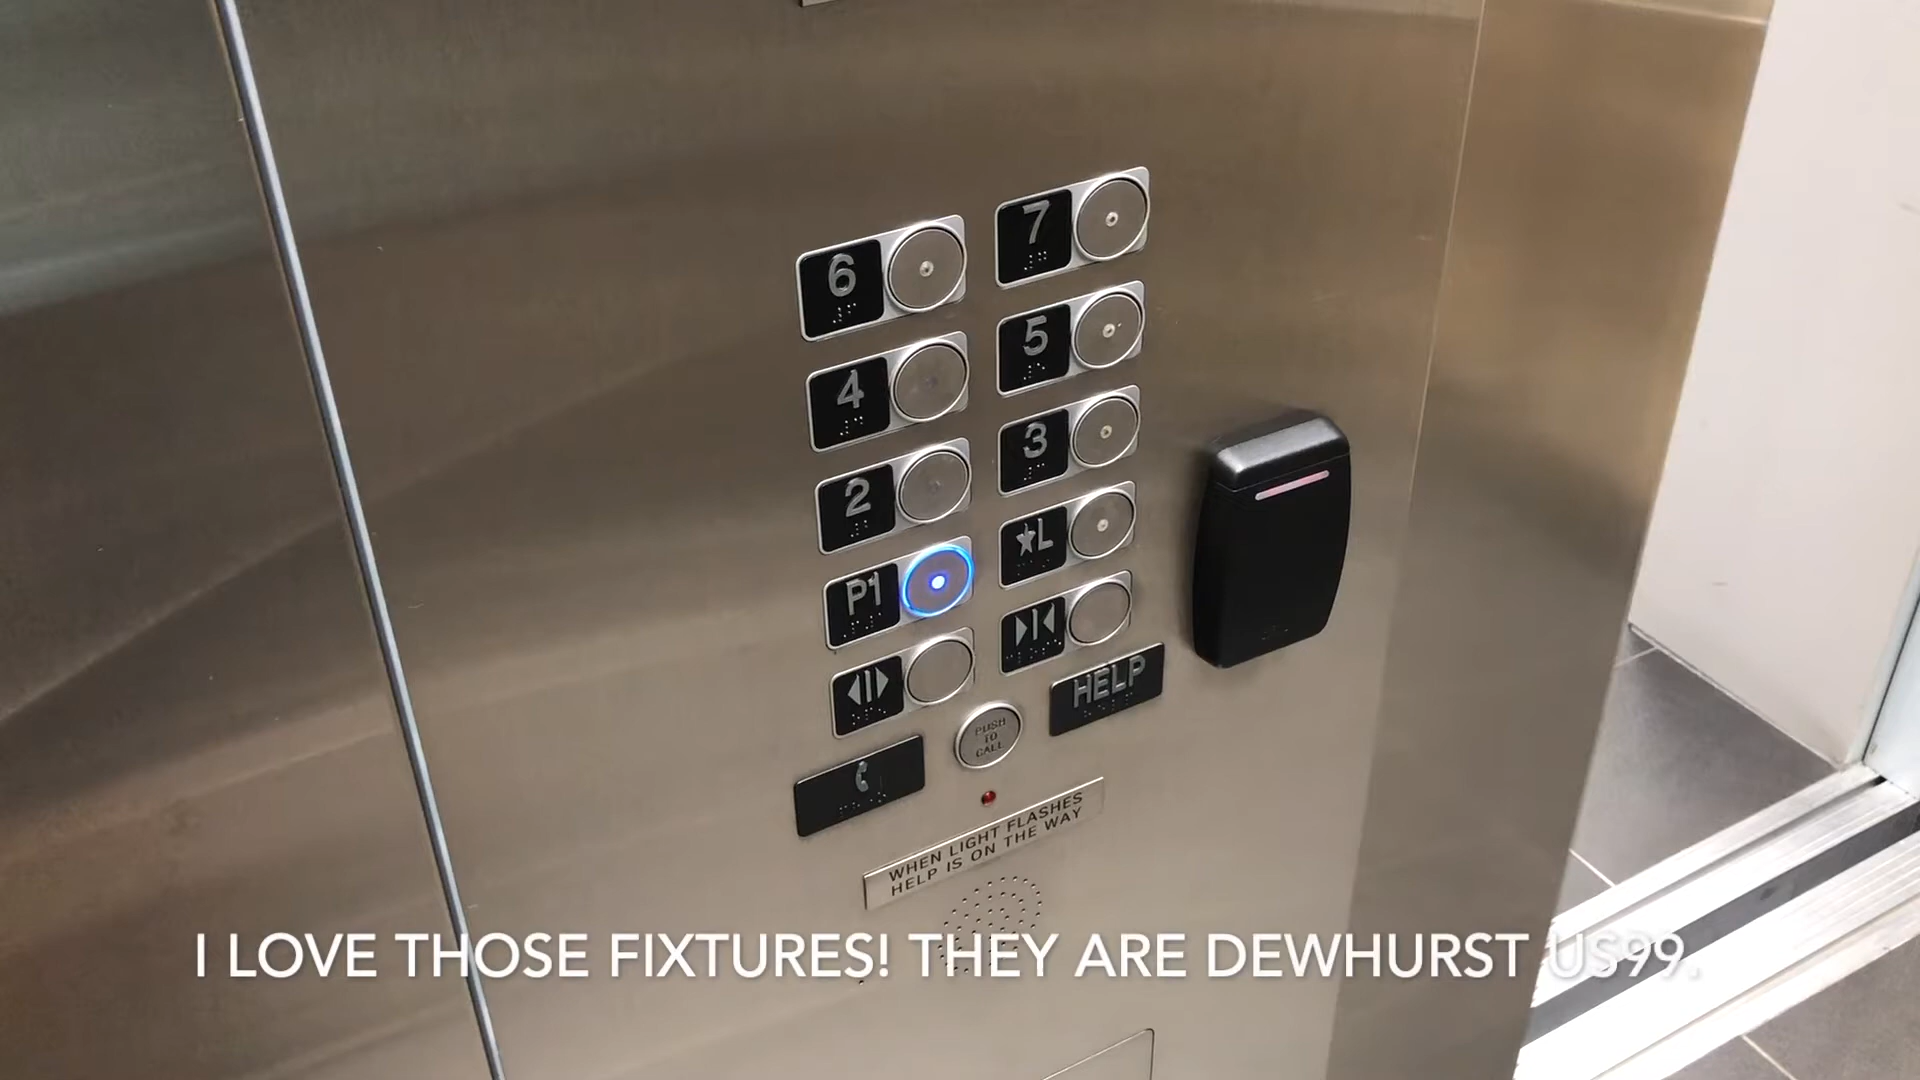 6
7
4
5
2
3
P1
★L
HELP
PUSH
TO
CALL
WHEN LIGHT FLASHES
HELP IS ON THE WAY
I LOVE THOSE FIXTURES! THEY ARE DEWHURST US99.